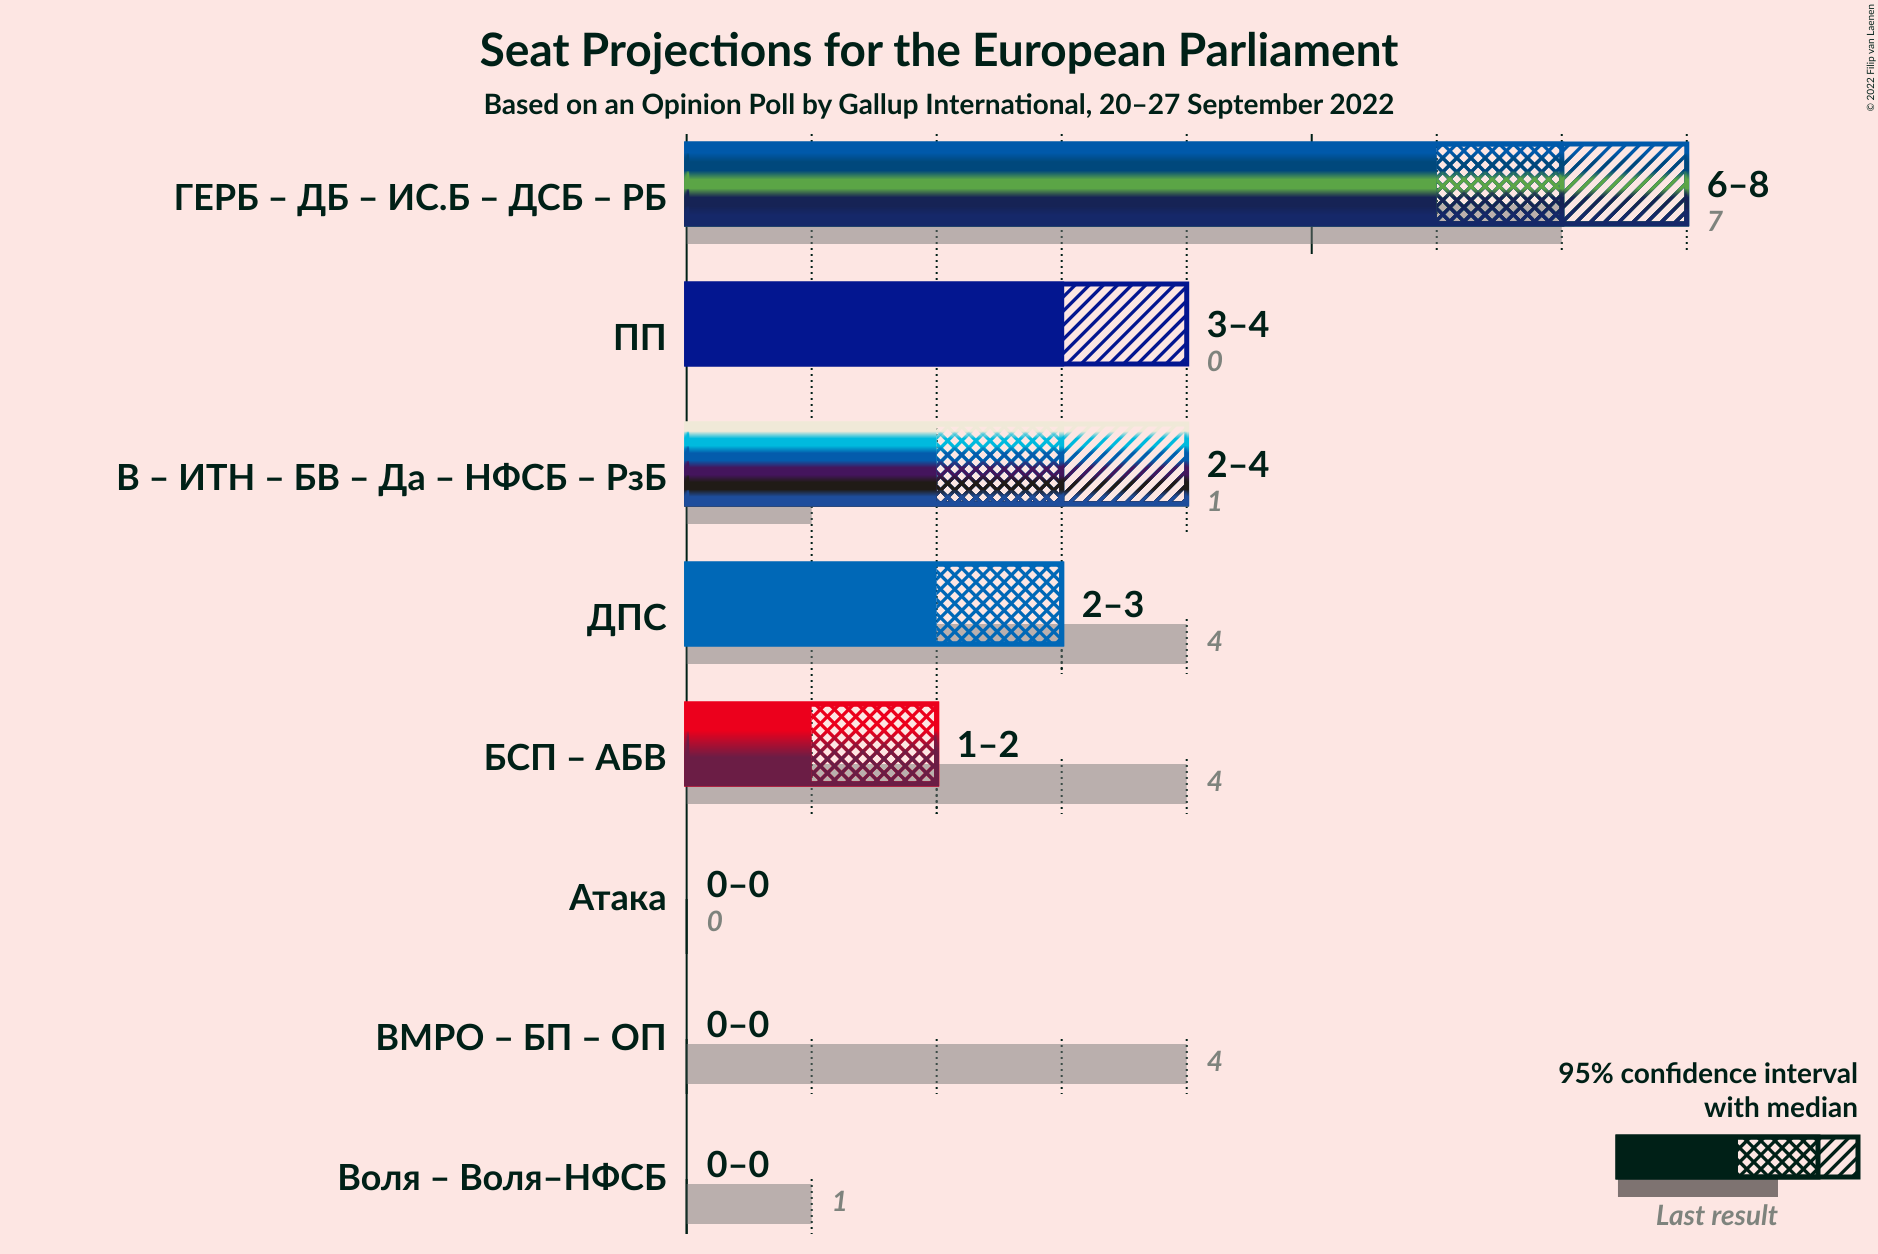 Seat Projections for the European Parliament
Based on an Opinion Poll by Gallup International, 20–27 September 2022
© 2022 Filip van Laenen
ГЕРБ – ДБ – ИС.Б – ДСБ – РБ
6–8
7
ПП
3–4
0
В – ИТН – БВ – Да – НФСБ – РзБ
2–4
1
ДПС
2–3
4
БСП – АБВ
1–2
4
Атака
0–0
0
ВМРО – БП – ОП
0–0
4
Воля – Воля–НФСБ
0–0
1
95% confidence interval
with median
Last result